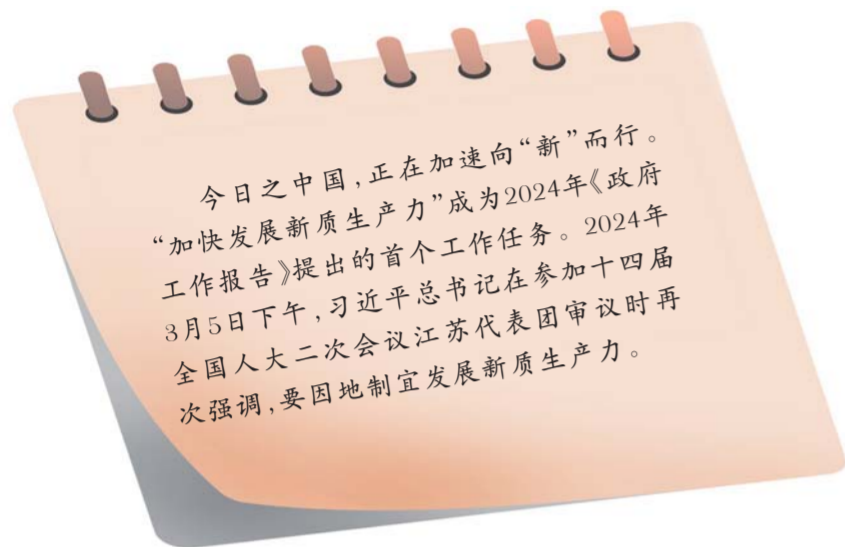 今日之中国,正在加速向“新”而行。
“加快发展新质生产力”成为2024年《政府
工作报告》提出的首个工作任务。2024年
3月5日下午,习近平总书记在参加十四届
全国人大二次会议江苏代表团审议时再
次强调,要因地制宜发展新质生产力。